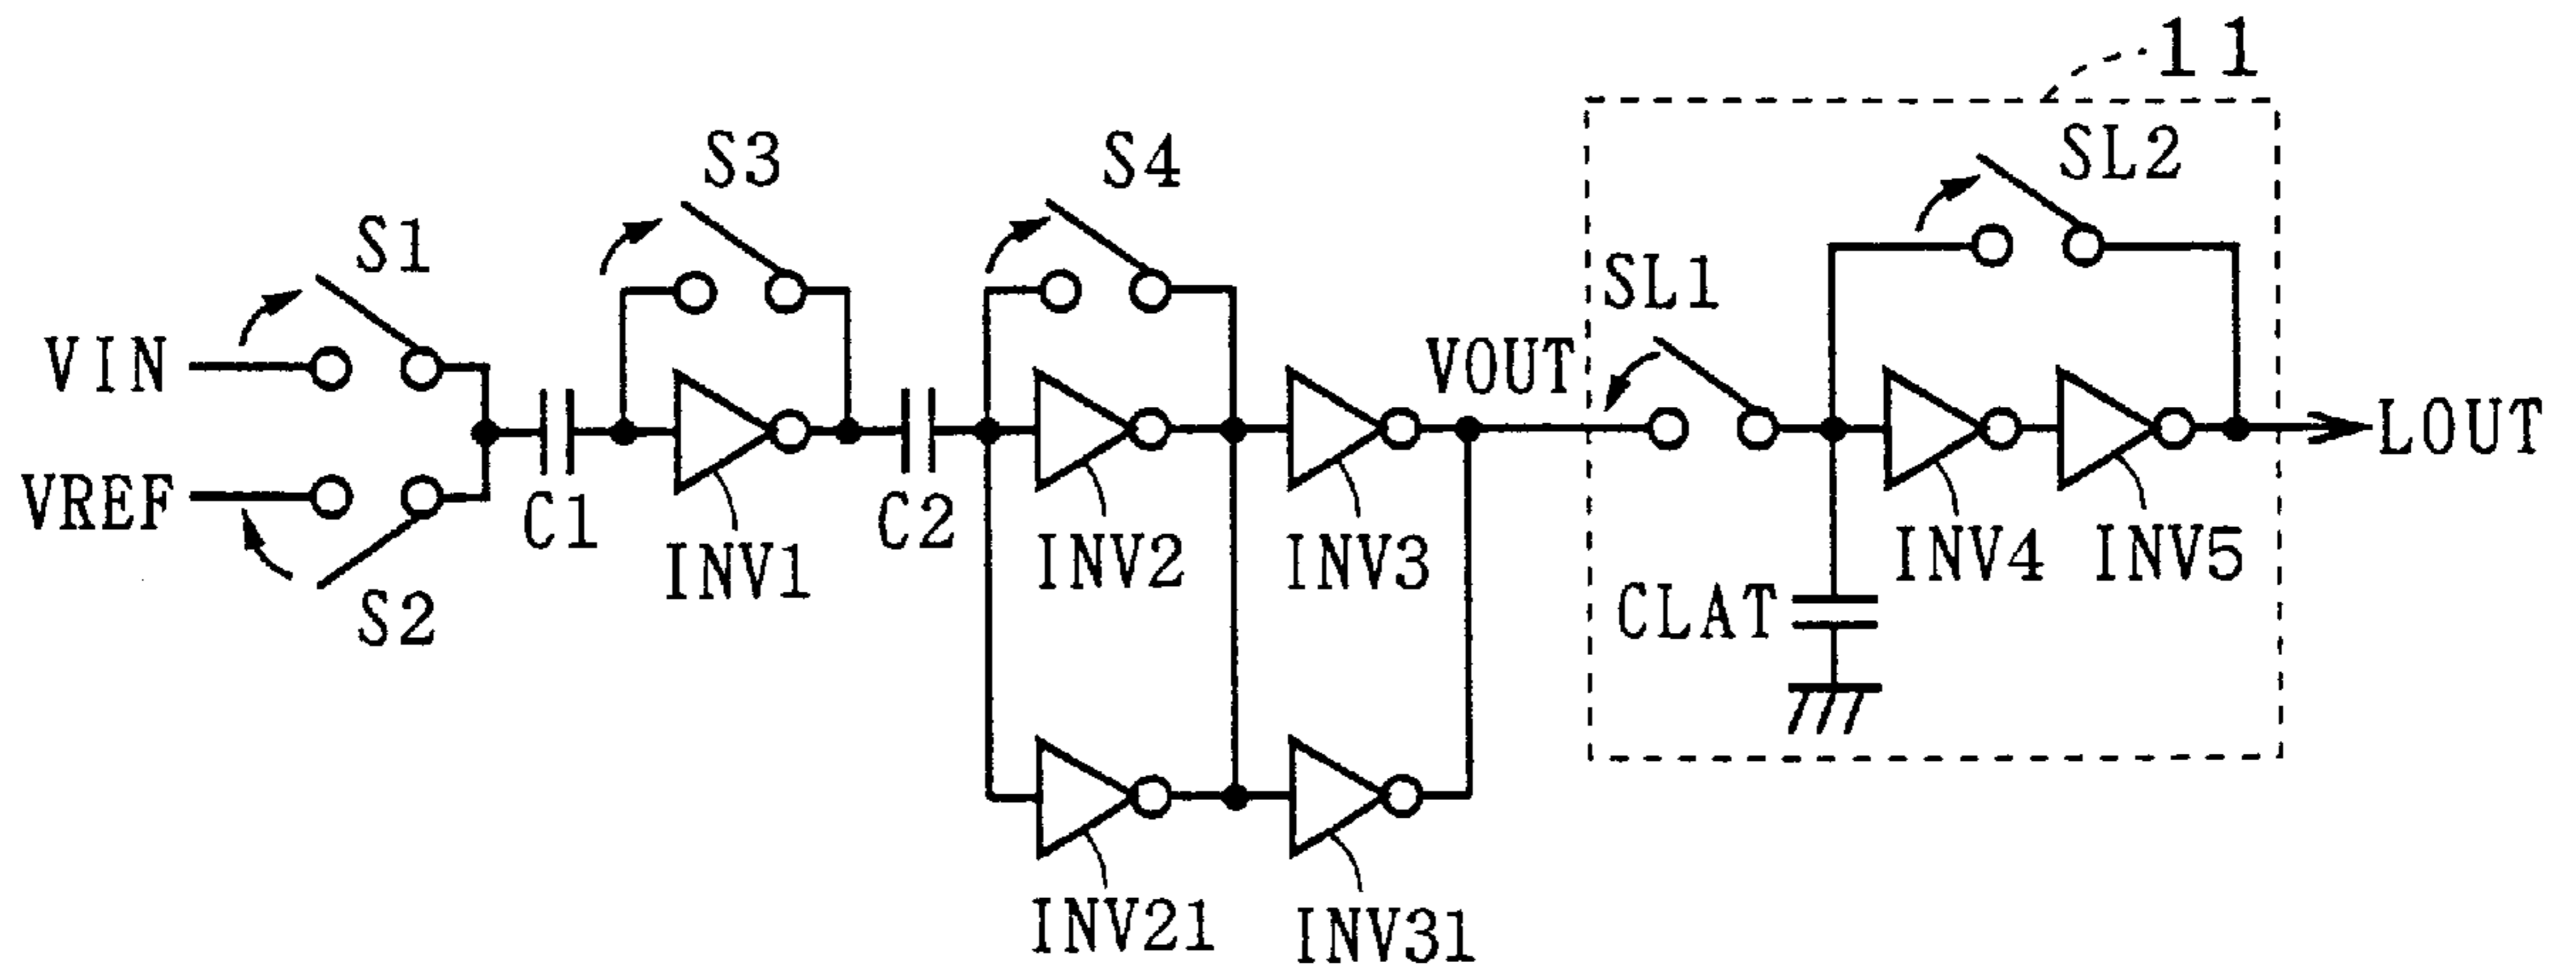 11
S3
S4
SL2
S1
SL1
VIN
VOUT
LOUT
VREF
C1
C2
INV1
INV2
INV3
INV4
INV5
S2
CLAT
INV21
INV31